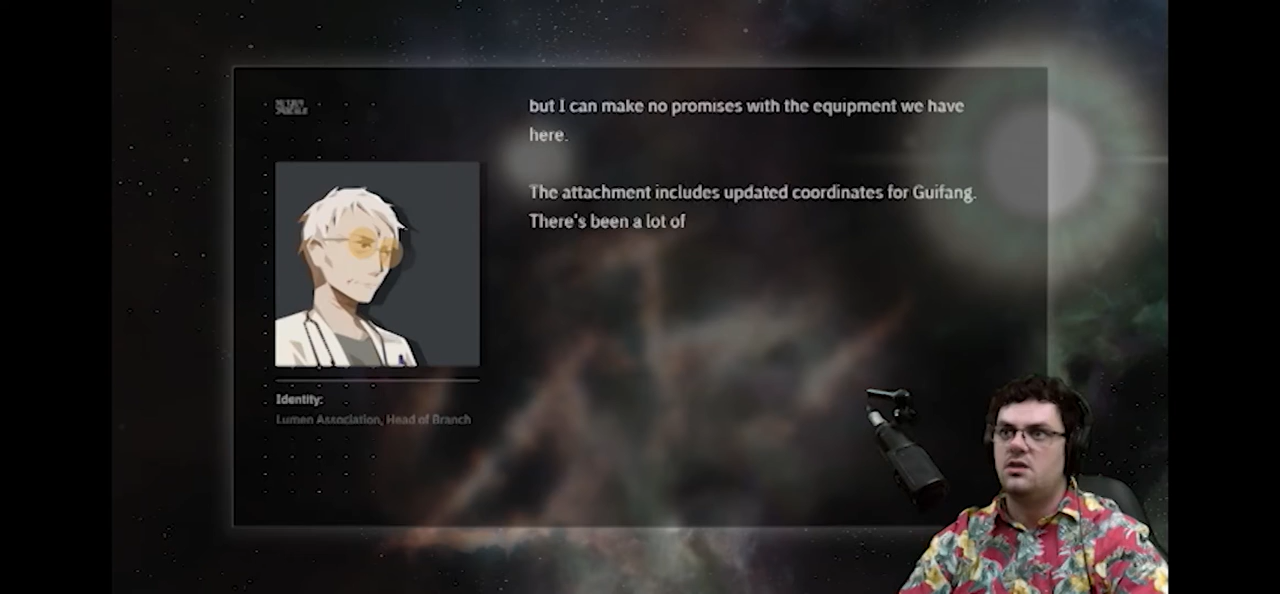 but I can make no promises with the equipment we have
here.
The attachment includes updated coordinates for Guifang.
There's been a lot of
Identity:
Lumen Association, Head of Branch